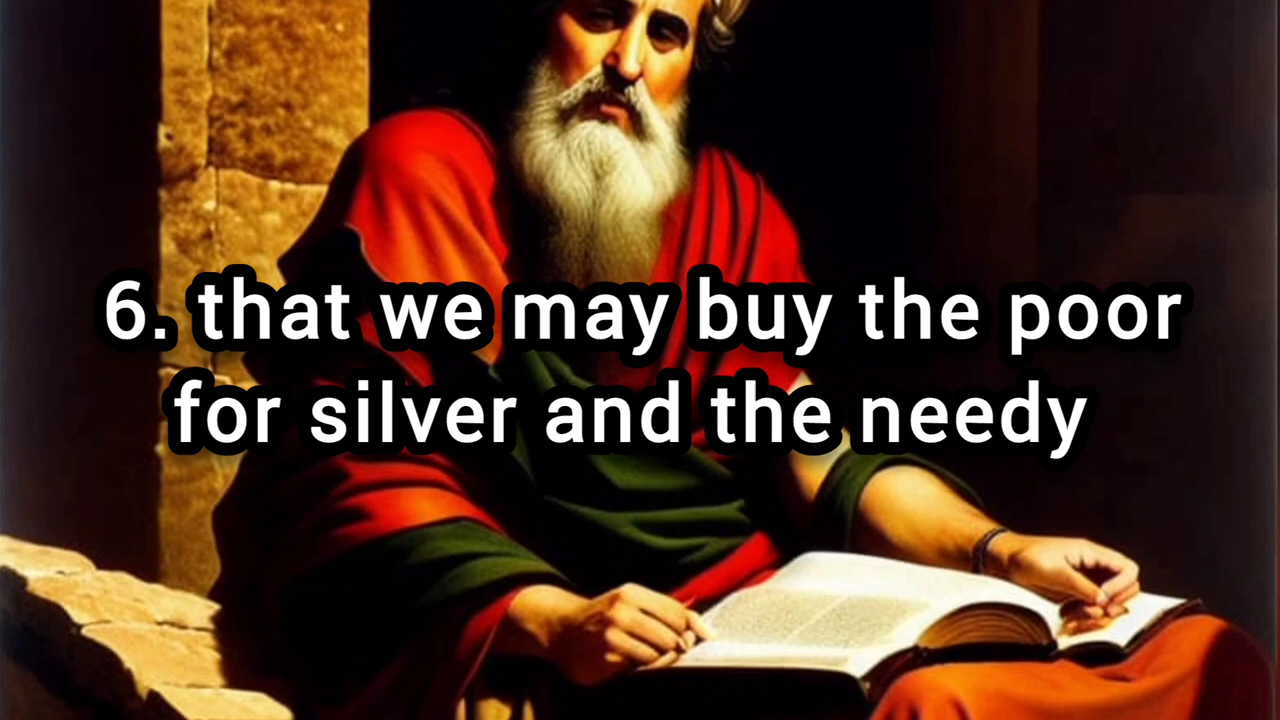 6. that we may buy the poor
for silver and the needy